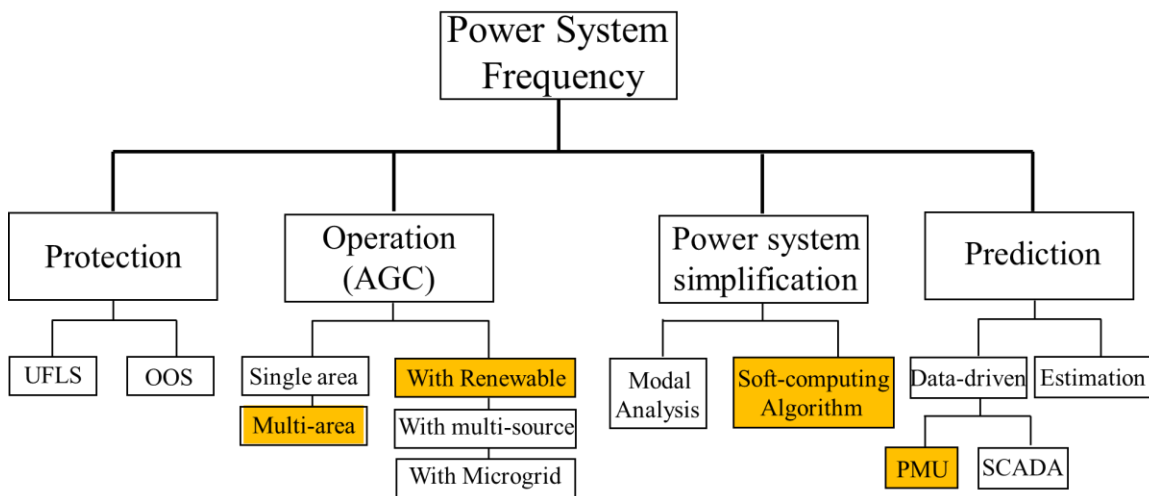 Power System
Frequency
Protection
Operation
(AGC)
Power system
simplification
Prediction
UFLS
OOS
Single area
Multi-area
With Renewable
With multi-source
With Microgrid
Modal
Analysis
Soft-computing
Algorithm
Data-driven
Estimation
PMU
SCADA